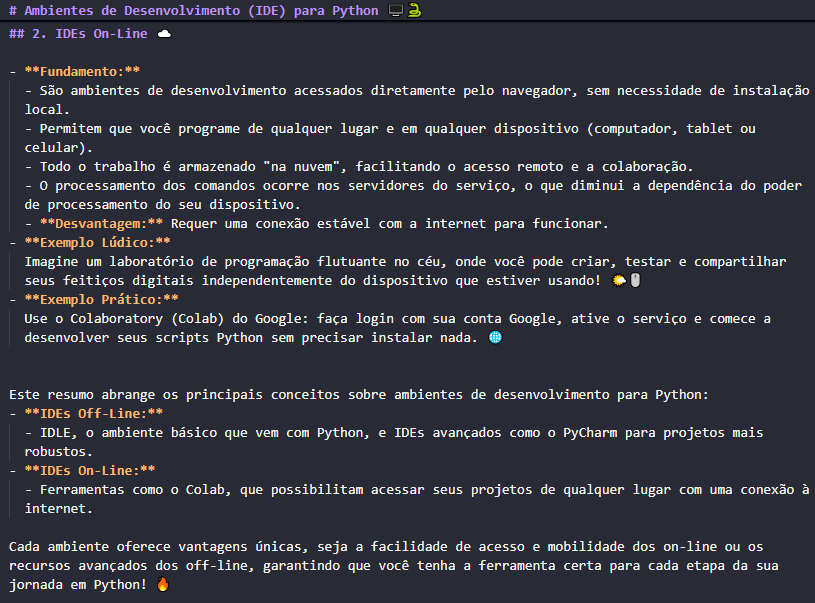 # Ambientes de Desenvolvimento (IDE) para Python 🖥️🐍
## 2. IDEs On-Line ☁️
- **Fundamento:**
- São ambientes de desenvolvimento acessados diretamente pelo navegador, sem necessidade de instalação
local.
- Permitem que você programe de qualquer lugar e em qualquer dispositivo (computador, tablet ou
celular).
- Todo o trabalho é armazenado "na nuvem", facilitando o acesso remoto e a colaboração.
- O processamento dos comandos ocorre nos servidores do serviço, o que diminui a dependência do poder
de processamento do seu dispositivo.
- **Desvantagem:** Requer uma conexão estável com a internet para funcionar.
- **Exemplo Lúdico:**
Imagine um laboratório de programação flutuante no céu, onde você pode criar, testar e compartilhar
seus feitiços digitais independentemente do dispositivo que estiver usando! 🌤️🖱️
- **Exemplo Prático:**
Use o Colaboratory (Colab) do Google: faça login com sua conta Google, ative o serviço e comece a
desenvolver seus scripts Python sem precisar instalar nada. 🌐
Este resumo abrange os principais conceitos sobre ambientes de desenvolvimento para Python:
- **IDEs Off-Line:**
- IDLE, o ambiente básico que vem com Python, e IDEs avançados como o PyCharm para projetos mais
robustos.
- **IDEs On-Line:**
- Ferramentas como o Colab, que possibilitam acessar seus projetos de qualquer lugar com uma conexão à
internet.
Cada ambiente oferece vantagens únicas, seja a facilidade de acesso e mobilidade dos on-line ou os
recursos avançados dos off-line, garantindo que você tenha a ferramenta certa para cada etapa da sua
jornada em Python! 🔥